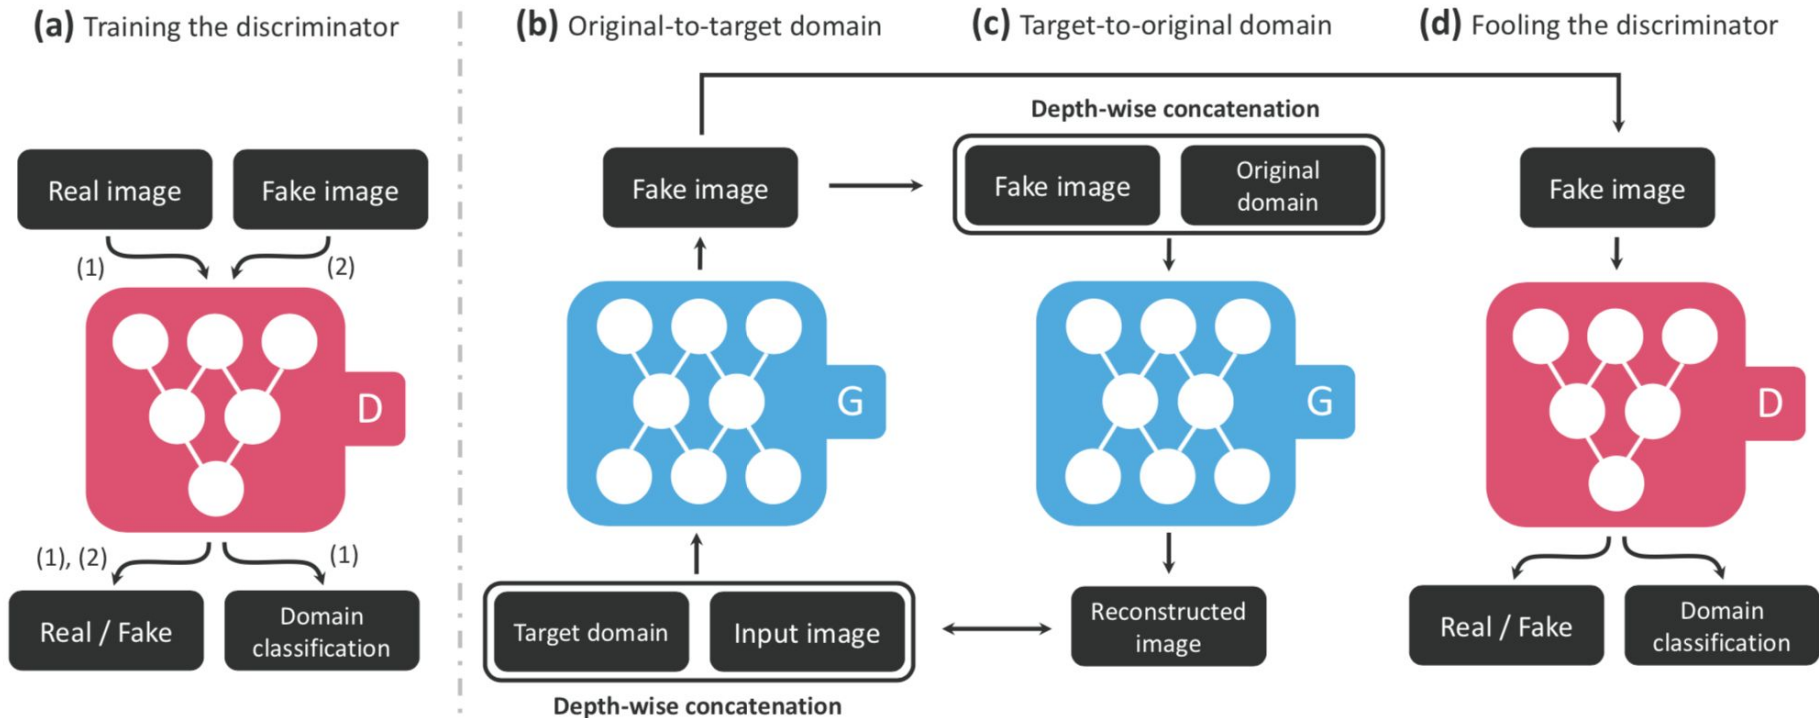 (a) Training the discriminator
Real image
Fake image
(1)
(2)
D
(1), (2)
(1)
Real / Fake
Domain
classification
(b) Original-to-target domain
Fake image
G
Target domain
Input image
Depth-wise concatenation
(c) Target-to-original domain
Depth-wise concatenation
Fake image
Original
domain
G
Reconstructed
image
(d) Fooling the discriminator
Fake image
D
Real / Fake
Domain
classification